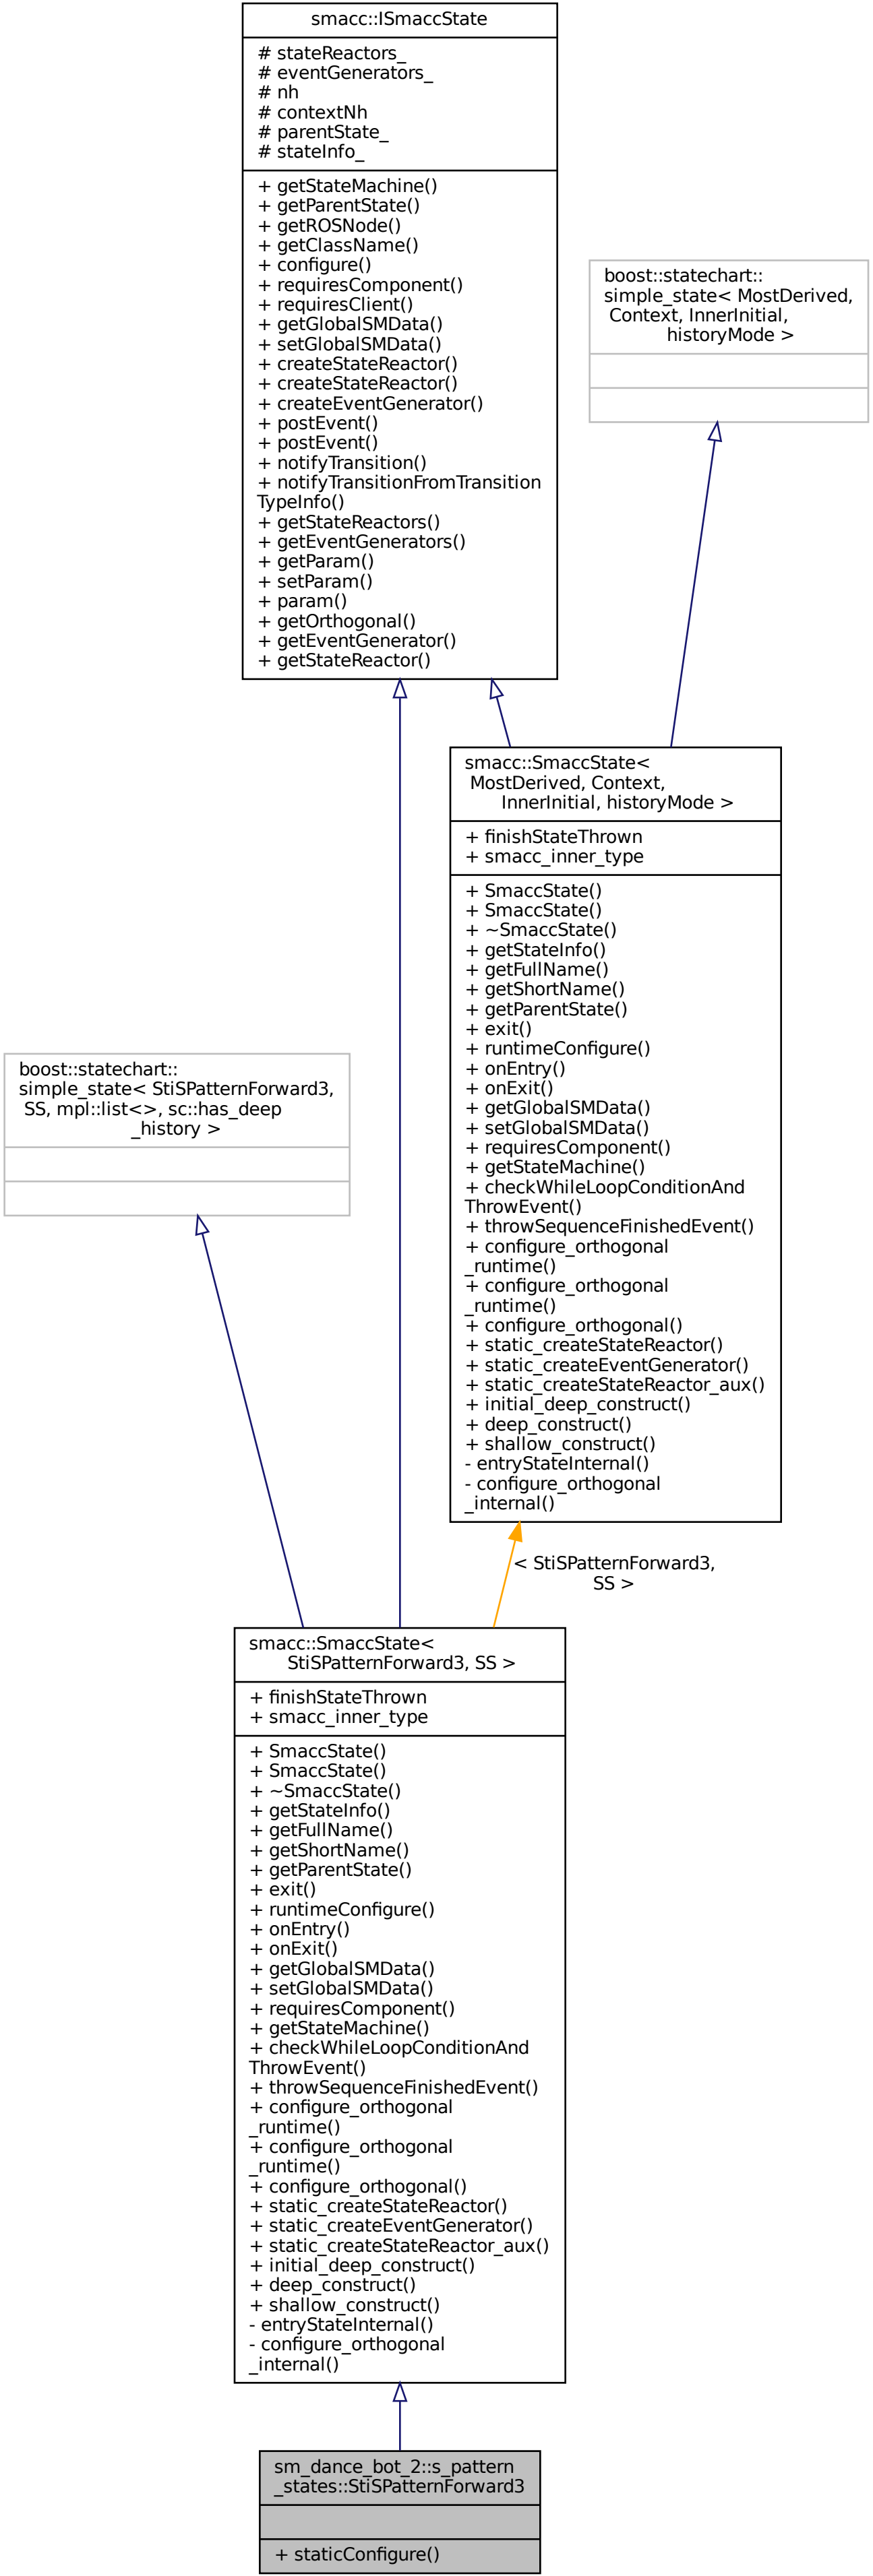 smacc::ISmaccState
# stateReactors_
# eventGenerators_
# nh
# contextNh
# parentState_
# stateInfo_
+ getStateMachine()
+ getParentState()
+ getROSNode()
+ getClassName()
+ configure()
+ requiresComponent()
+ requiresClient()
+ getGlobalSMData()
+ setGlobalSMData()
+ createStateReactor()
+ createStateReactor()
+ createEventGenerator()
+ postEvent()
+ postEvent()
+ notifyTransition()
+ notifyTransitionFromTransition
TypeInfo()
+ getStateReactors()
+ getEventGenerators()
+ getParam()
+ setParam()
+ param()
+ getOrthogonal()
+ getEventGenerator()
+ getStateReactor()
boost::statechart::
simple_state< MostDerived,
Context, InnerInitial,
historyMode >
smacc::SmaccState<
MostDerived, Context,
InnerInitial, historyMode >
+ finishStateThrown
+ smacc_inner_type
+ SmaccState()
+ SmaccState()
+ ~SmaccState()
+ getStateInfo()
+ getFullName()
+ getShortName()
+ getParentState()
+ exit()
+ runtimeConfigure()
+ onEntry()
+ onExit()
+ getGlobalSMData()
+ setGlobalSMData()
+ requiresComponent()
+ getStateMachine()
+ checkWhileLoopConditionAnd
ThrowEvent()
+ throwSequenceFinishedEvent()
+ configure_orthogonal
_runtime()
+ configure_orthogonal
_runtime()
+ configure_orthogonal()
+ static_createStateReactor()
+ static_createEventGenerator()
+ static_createStateReactor_aux()
+ initial_deep_construct()
+ deep_construct()
+ shallow_construct()
- entryStateInternal()
- configure_orthogonal
_internal()
boost::statechart::
simple_state< StiSPatternForward3,
SS, mpl::list<>, sc::has_deep
_history >
< StiSPatternForward3,
SS >
smacc::SmaccState<
StiSPatternForward3, SS >
+ finishStateThrown
+ smacc_inner_type
+ SmaccState()
+ SmaccState()
+ ~SmaccState()
+ getStateInfo()
+ getFullName()
+ getShortName()
+ getParentState()
+ exit()
+ runtimeConfigure()
+ onEntry()
+ onExit()
+ getGlobalSMData()
+ setGlobalSMData()
+ requiresComponent()
+ getStateMachine()
+ checkWhileLoopConditionAnd
ThrowEvent()
+ throwSequenceFinishedEvent()
+ configure_orthogonal
_runtime()
+ configure_orthogonal
_runtime()
+ configure_orthogonal()
+ static_createStateReactor()
+ static_createEventGenerator()
+ static_createStateReactor_aux()
+ initial_deep_construct()
+ deep_construct()
+ shallow_construct()
- entryStateInternal()
- configure_orthogonal
_internal()
sm_dance_bot_2::s_pattern
_states::StiSPatternForward3
+ staticConfigure()